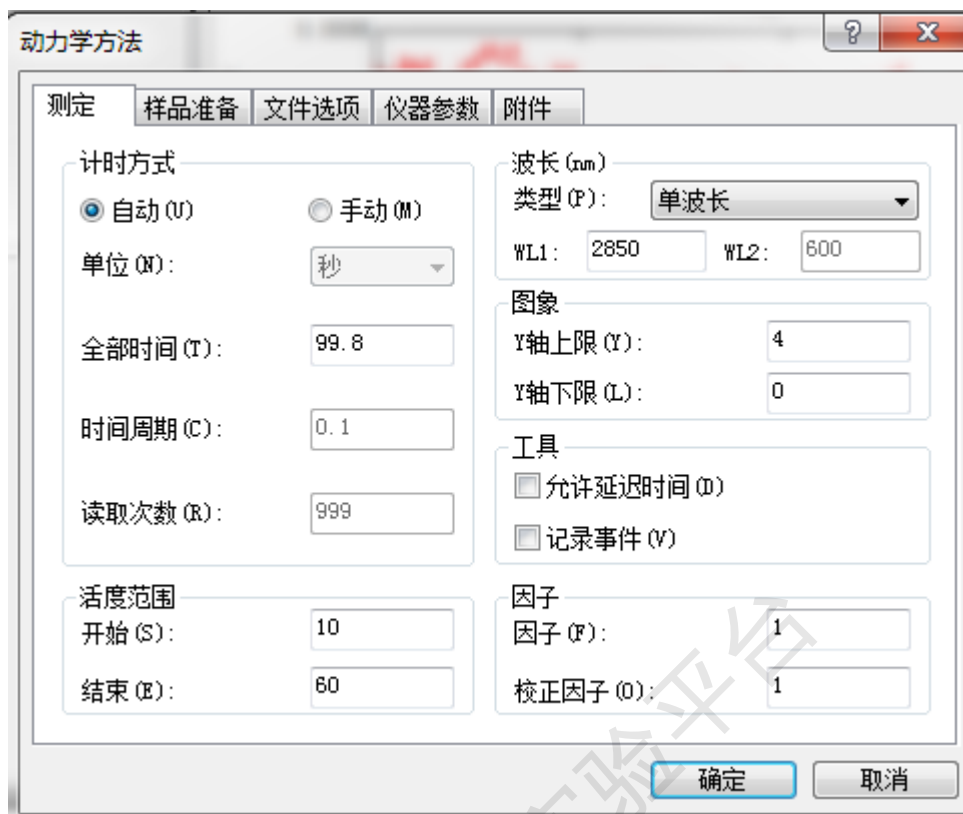 动力学方法
测定 样品准备 文件选项 仪器参数 附件
计时方式
自动(U) 手动(M)
单位(N): 秒
全部时间(T): 99.8
时间周期(C): 0.1
读取次数(R): 999
波长(nm)
类型(P): 单波长
WL1: 2850 WL2: 600
图象
Y轴上限(Y): 4
Y轴下限(L): 0
工具
允许延迟时间(D)
记录事件(V)
活度范围
开始(S): 10
结束(E): 60
因子
因子(F): 1
校正因子(O): 1
确定 取消
实验平台